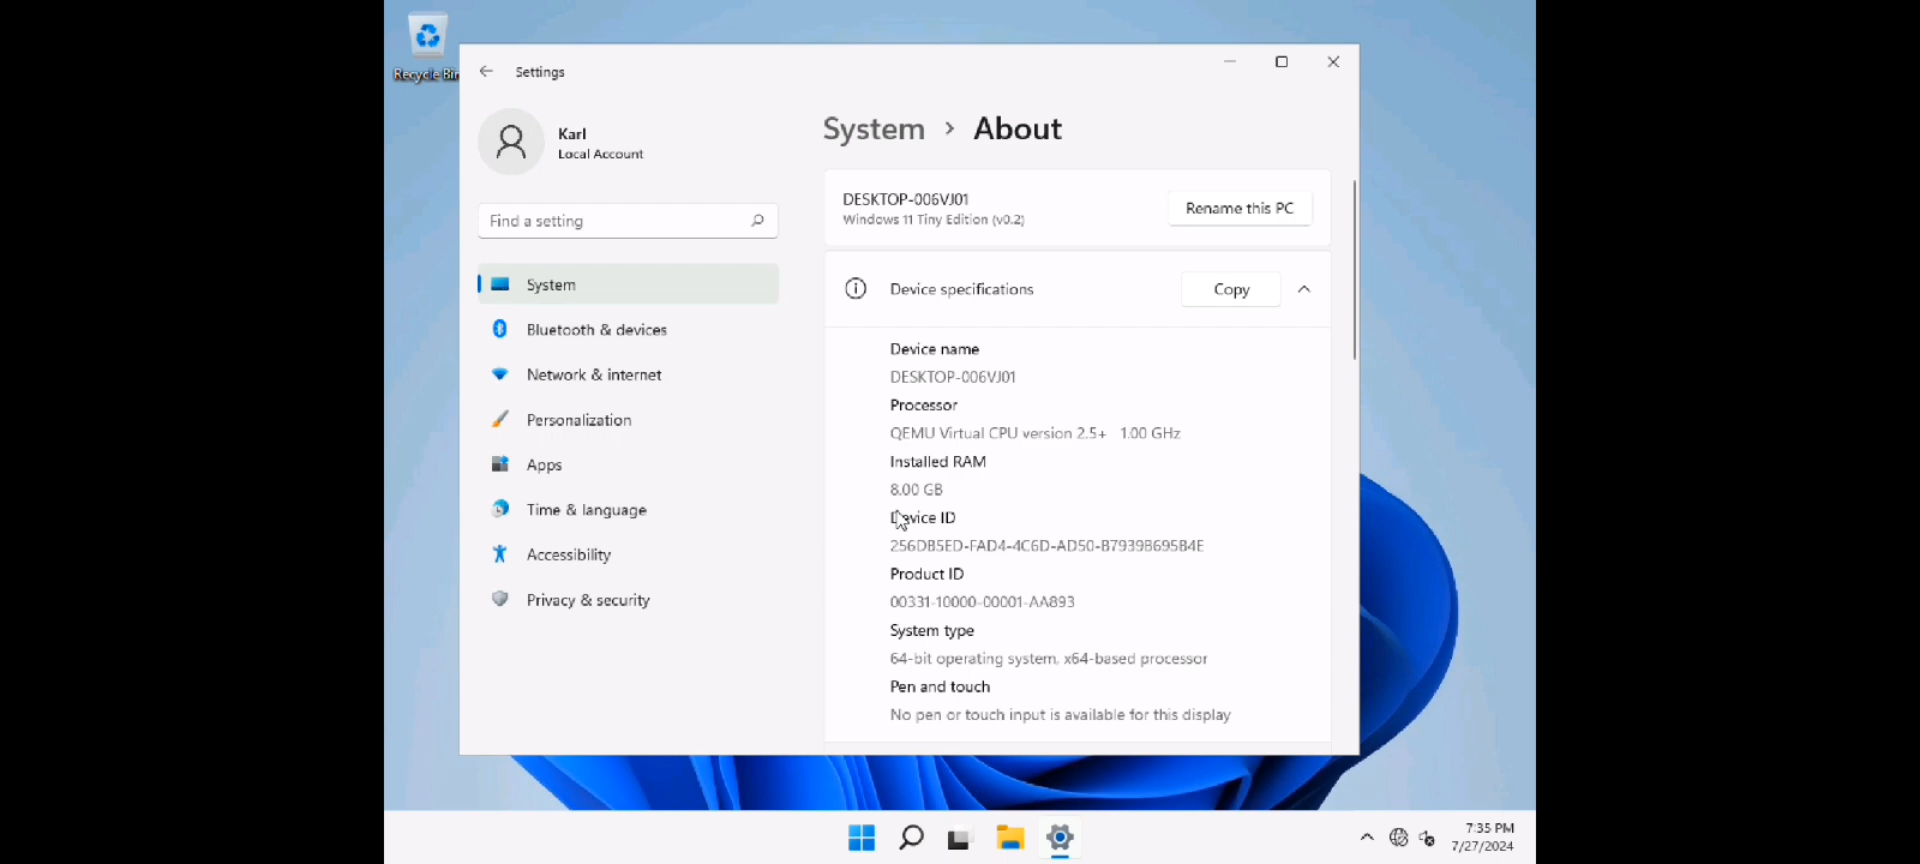 Recycle Bin
Settings
Karl
Local Account
Find a setting
System
Bluetooth & devices
Network & internet
Personalization
Apps
Time & language
Accessibility
Privacy & security
System > About
DESKTOP-006VJ01
Windows 11 Tiny Edition (v0.2)
Rename this PC
Device specifications
Copy
Device name
DESKTOP-006VJ01
Processor
QEMU Virtual CPU version 2.5+ 1.00 GHz
Installed RAM
8.00 GB
Device ID
256DB5ED-FAD4-4C6D-AD50-B7939B695B4E
Product ID
00331-10000-00001-AA893
System type
64-bit operating system, x64-based processor
Pen and touch
No pen or touch input is available for this display
7:35 PM
7/27/2024